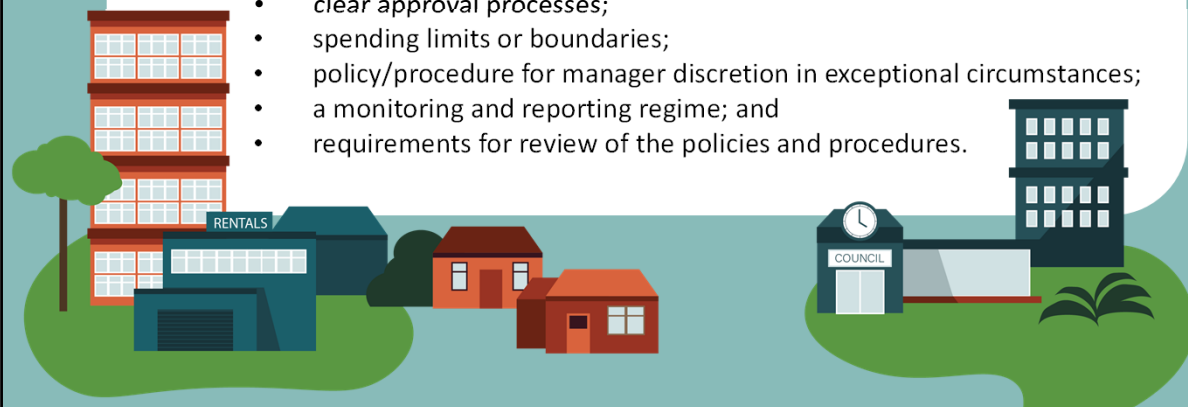 • clear approval processes;
• spending limits or boundaries;
• policy/procedure for manager discretion in exceptional circumstances;
• a monitoring and reporting regime; and
• requirements for review of the policies and procedures.
RENTALS
COUNCIL